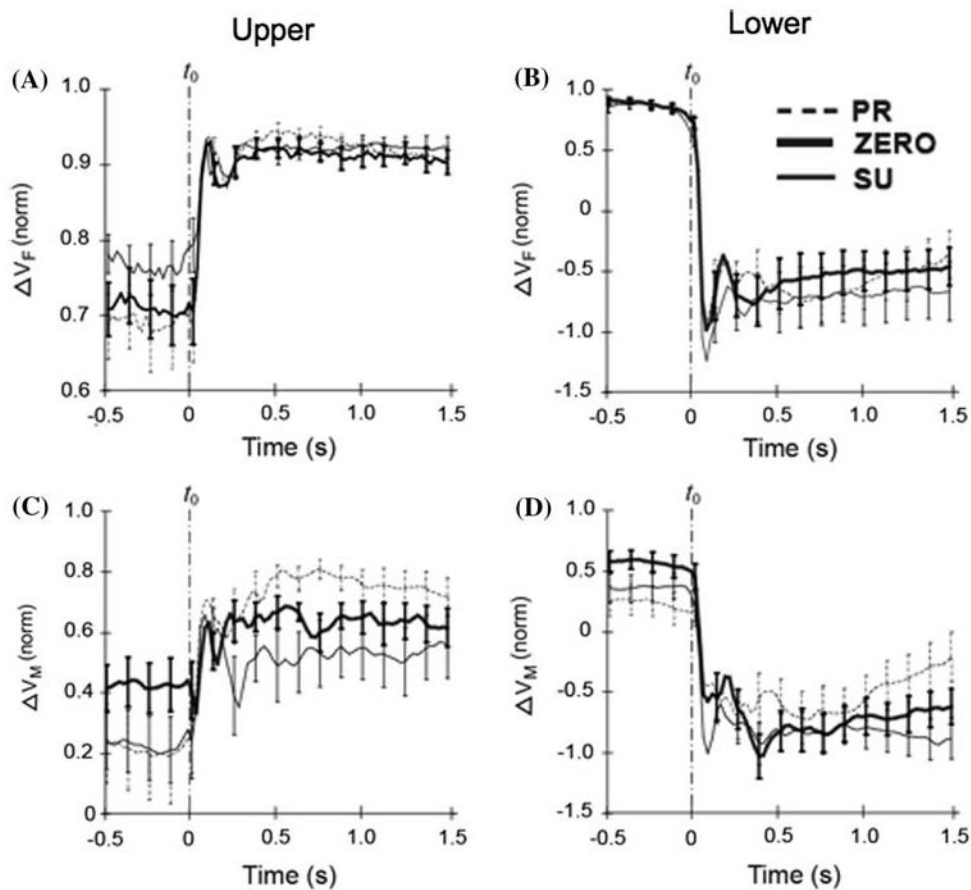 Upper
Lower
(A)
t0
1.0
0.9
0.8
0.7
0.6
ΔVF (norm)
-0.5 0 0.5 1.0 1.5
Time (s)
(B)
t0
1.0
0.5
0
-0.5
-1.0
-1.5
ΔVF (norm)
-0.5 0 0.5 1.0 1.5
Time (s)
PR
ZERO
SU
(C)
t0
1.0
0.8
0.6
0.4
0.2
0
ΔVM (norm)
-0.5 0 0.5 1.0 1.5
Time (s)
(D)
t0
1.0
0.5
0
-0.5
-1.0
-1.5
ΔVM (norm)
-0.5 0 0.5 1.0 1.5
Time (s)